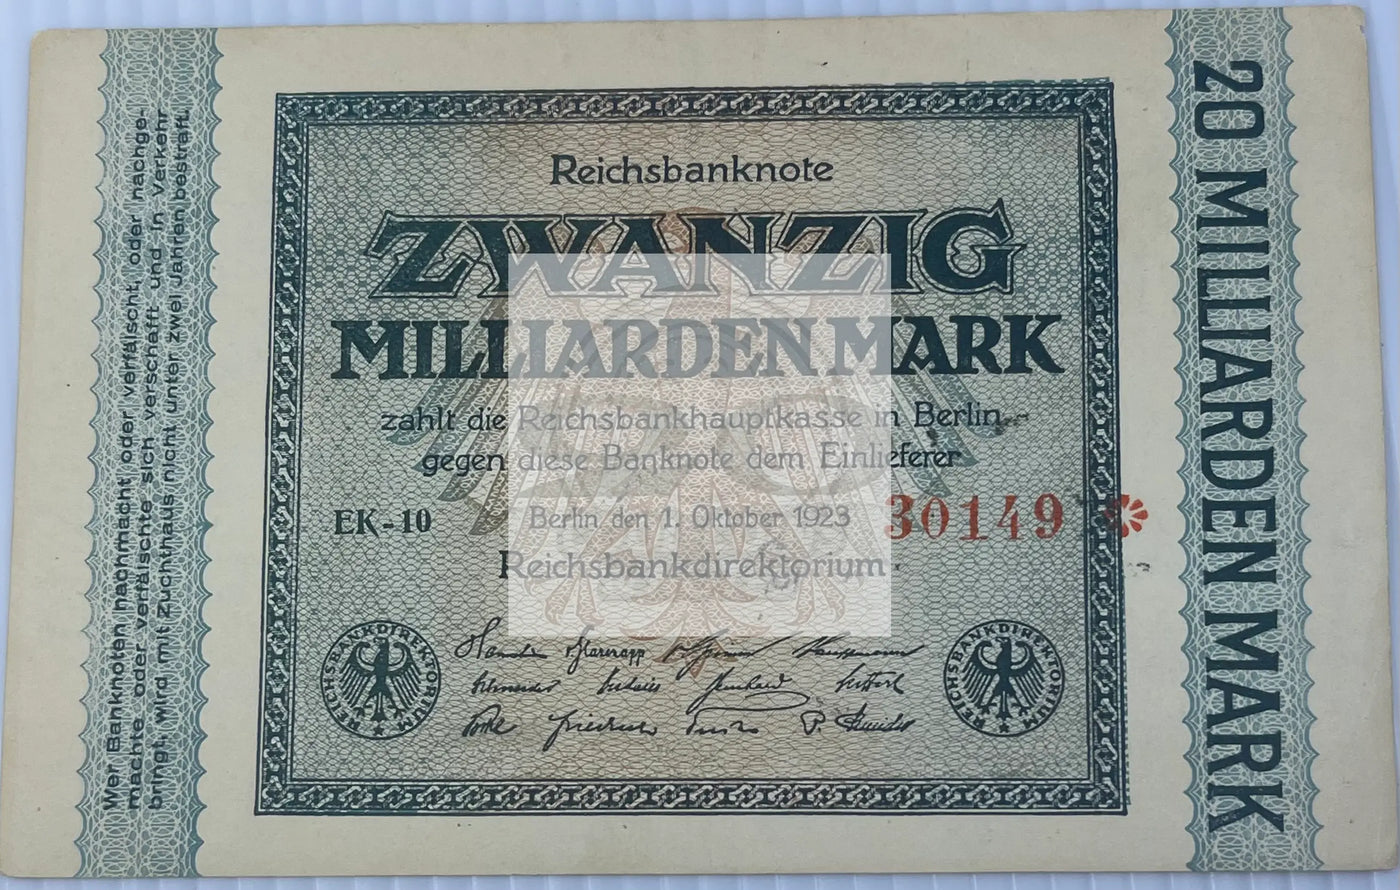 Wer Banknoten nachmacht oder verfälscht, oder nachge-
machte oder verfälschte sich verschafft und in Verkehr
bringt, wird mit Zuchthaus nicht unter zwei Jahren bestraft.
Reichsbanknote
ZWANZIG
MILLIARDEN MARK
zahlt die Reichsbankhauptkasse in Berlin
gegen diese Banknote dem Einlieferer
EK-10
Berlin, den 1. Oktober 1923
30149 *
Reichsbankdirektorium
REICHSBANKDIREKTORIUM
REICHSBANKDIREKTORIUM
20 MILLIARDEN MARK